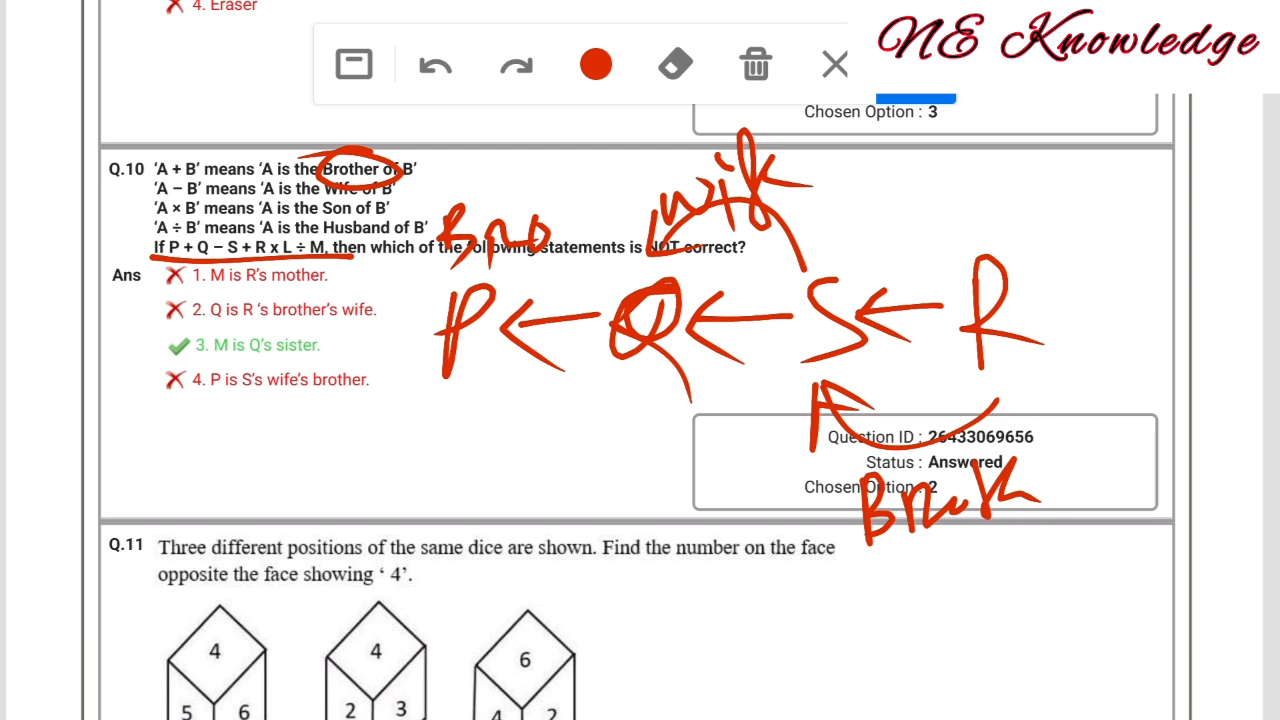 4. Eraser
NE Knowledge
Chosen Option : 3
Q.10 ‘A + B’ means ‘A is the Brother of B’
‘A − B’ means ‘A is the Wife of B’
‘A × B’ means ‘A is the Son of B’
‘A ÷ B’ means ‘A is the Husband of B’
If P + Q − S + R x L ÷ M, then which of the following statements is NOT correct?
Ans 1. M is R’s mother.
2. Q is R ‘s brother’s wife.
3. M is Q’s sister.
4. P is S’s wife’s brother.
wife
Bro
P ← Q ← S ← R
Question ID : 26433069656
Status : Answered
Chosen Option : 2
Q.11 Three different positions of the same dice are shown. Find the number on the face
opposite the face showing ‘ 4’.
4 4 6
5 6 2 3 4 2